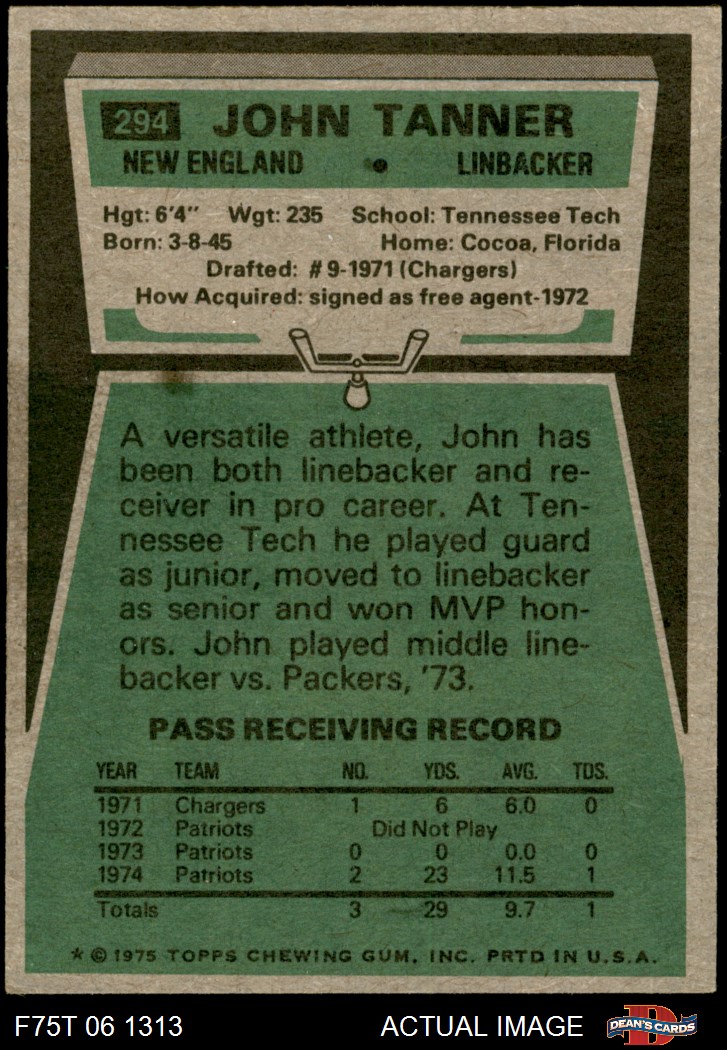 294 JOHN TANNER
NEW ENGLAND • LINBACKER
Hgt: 6'4" Wgt: 235 School: Tennessee Tech
Born: 3-8-45 Home: Cocoa, Florida
Drafted: #9-1971 (Chargers)
How Acquired: signed as free agent-1972
A versatile athlete, John has
been both linebacker and re-
ceiver in pro career. At Ten-
nessee Tech he played guard
as junior, moved to linebacker
as senior and won MVP hon-
ors. John played middle line-
backer vs. Packers, '73.
PASS RECEIVING RECORD
YEAR TEAM NO. YDS. AVG. TDS.
1971 Chargers 1 6 6.0 0
1972 Patriots Did Not Play
1973 Patriots 0 0 0.0 0
1974 Patriots 2 23 11.5 1
Totals 3 29 9.7 1
* © 1975 TOPPS CHEWING GUM, INC. PRTD IN U.S.A.
F75T 06 1313 ACTUAL IMAGE D DEAN'S CARDS